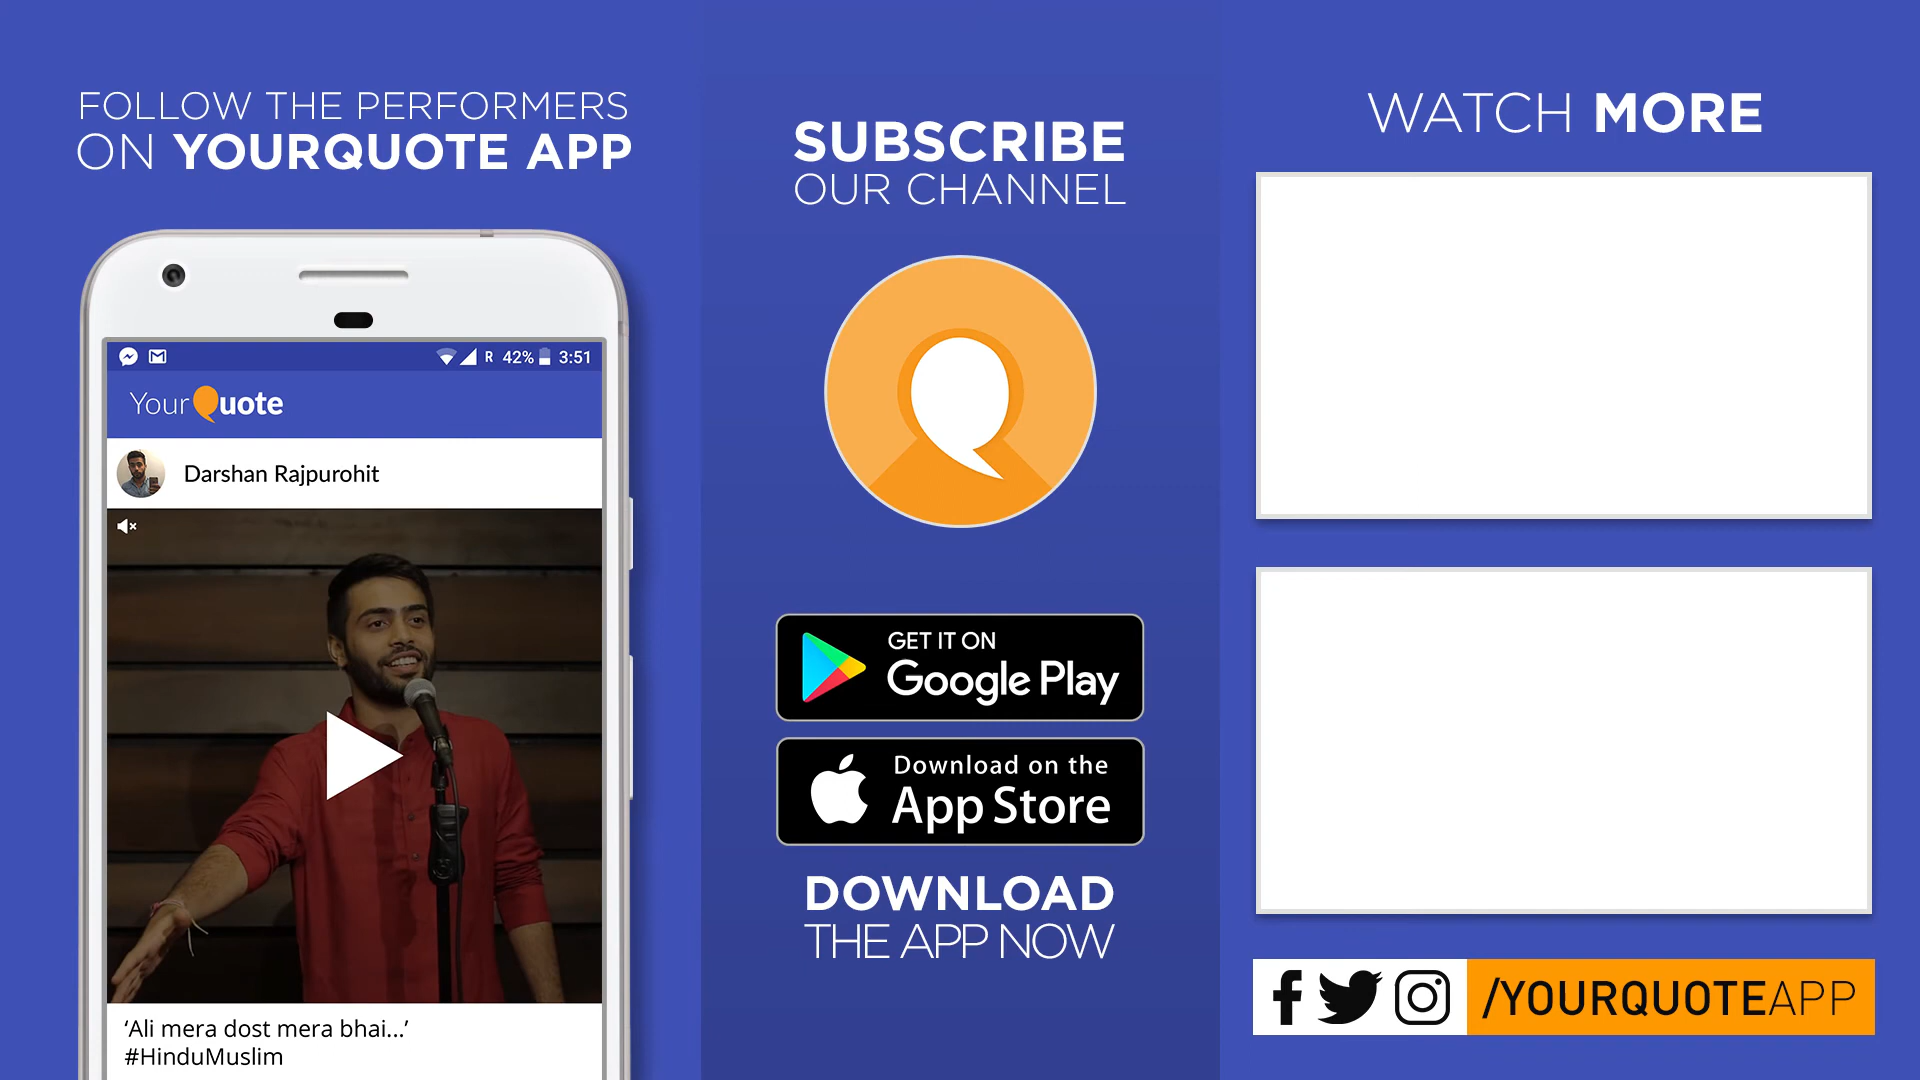 FOLLOW THE PERFORMERS
ON YOURQUOTE APP
R 42% 3:51
YourQuote
Darshan Rajpurohit
‘Ali mera dost mera bhai...’
#HinduMuslim
SUBSCRIBE
OUR CHANNEL
GET IT ON
Google Play
Download on the
App Store
DOWNLOAD
THE APP NOW
WATCH MORE
/YOURQUOTEAPP